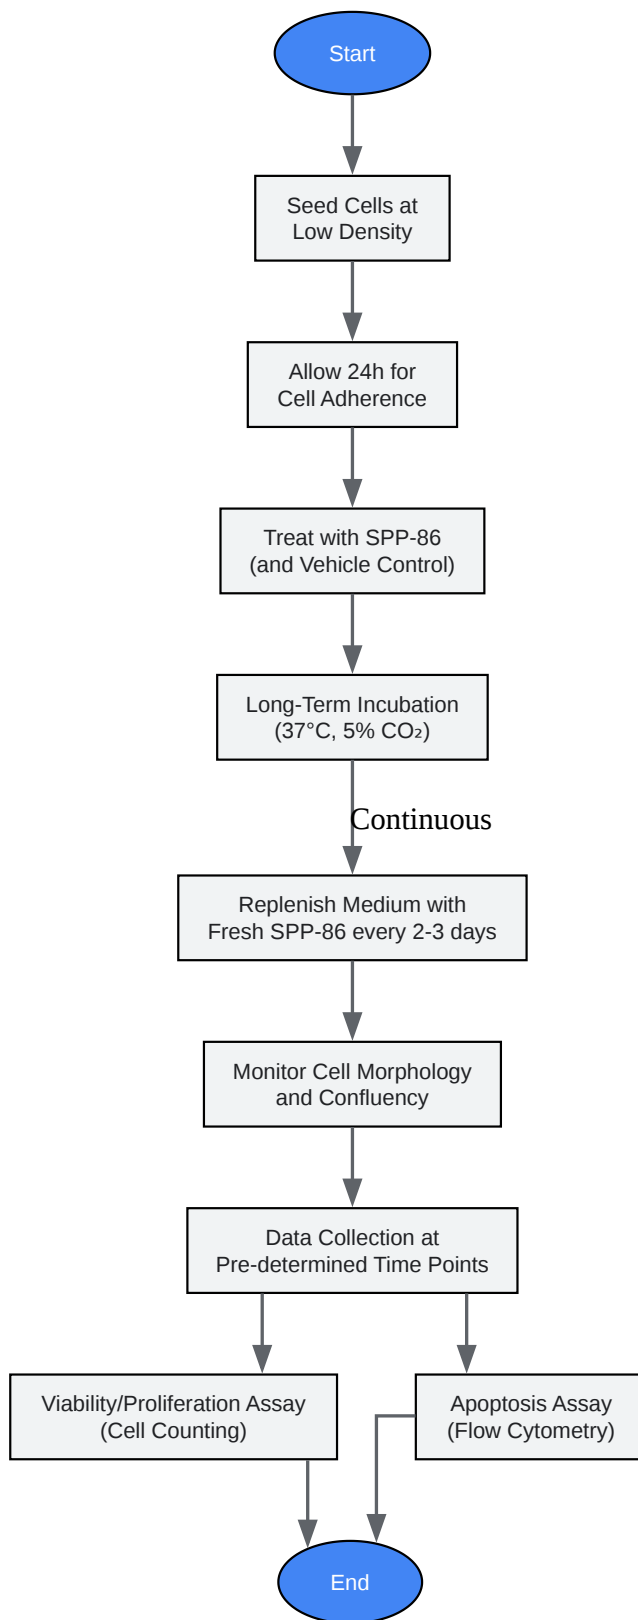 Start
Seed Cells at
Low Density
Allow 24h for
Cell Adherence
Treat with SPP-86
(and Vehicle Control)
Long-Term Incubation
(37°C, 5% CO₂)
Continuous
Replenish Medium with
Fresh SPP-86 every 2-3 days
Monitor Cell Morphology
and Confluency
Data Collection at
Pre-determined Time Points
Viability/Proliferation Assay
(Cell Counting)
Apoptosis Assay
(Flow Cytometry)
End